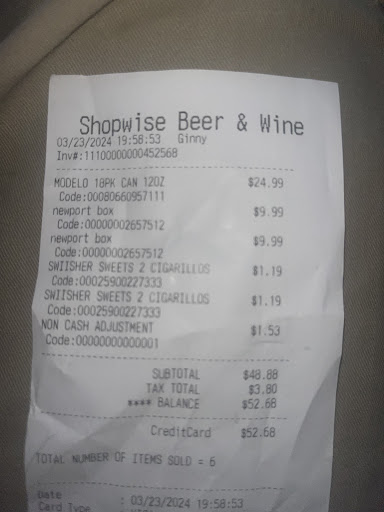 Shopwise Beer & Wine
03/23/2024 19:58:53 Ginny
Inv#:11100000000452568
MODELO 18PK CAN 12OZ $24.99
Code:00080660957111
newport box $9.99
Code:00000002657512
newport box $9.99
Code:00000002657512
SWIISHER SWEETS 2 CIGARILLOS $1.19
Code:00025900227333
SWIISHER SWEETS 2 CIGARILLOS $1.19
Code:00025900227333
NON CASH ADJUSTMENT $1.53
Code:00000000000001
SUBTOTAL $48.88
TAX TOTAL $3.80
**** BALANCE $52.68
CreditCard $52.68
TOTAL NUMBER OF ITEMS SOLD = 6
Date : 03/23/2024 19:58:53
Card Type :